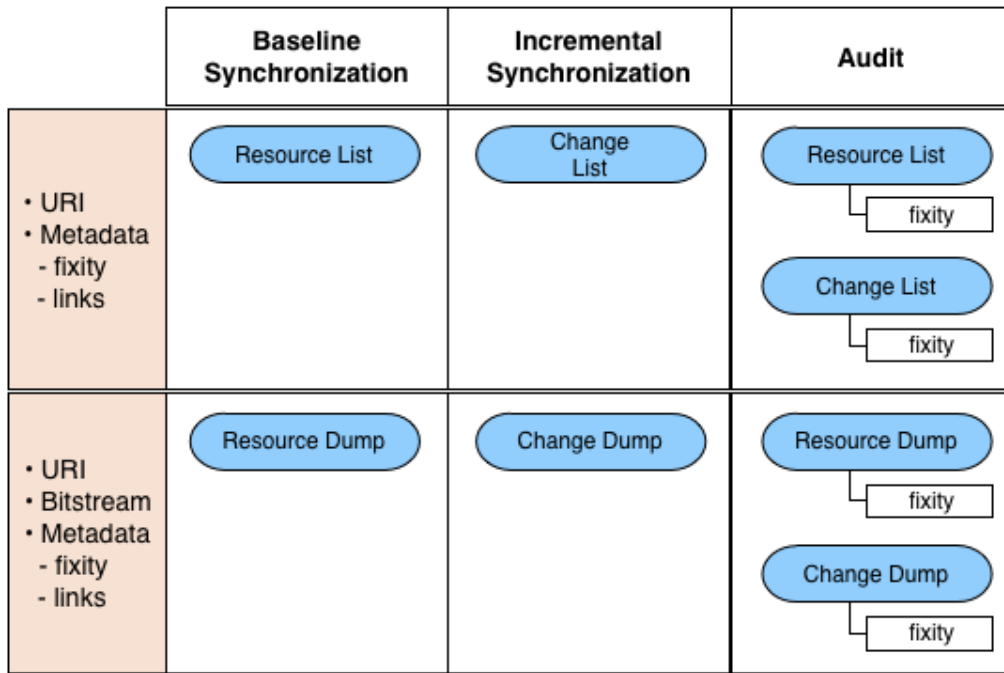 Baseline
Synchronization
Incremental
Synchronization
Audit
• URI
• Metadata
- fixity
- links
Resource List
Change
List
Resource List
fixity
Change List
fixity
• URI
• Bitstream
• Metadata
- fixity
- links
Resource Dump
Change Dump
Resource Dump
fixity
Change Dump
fixity